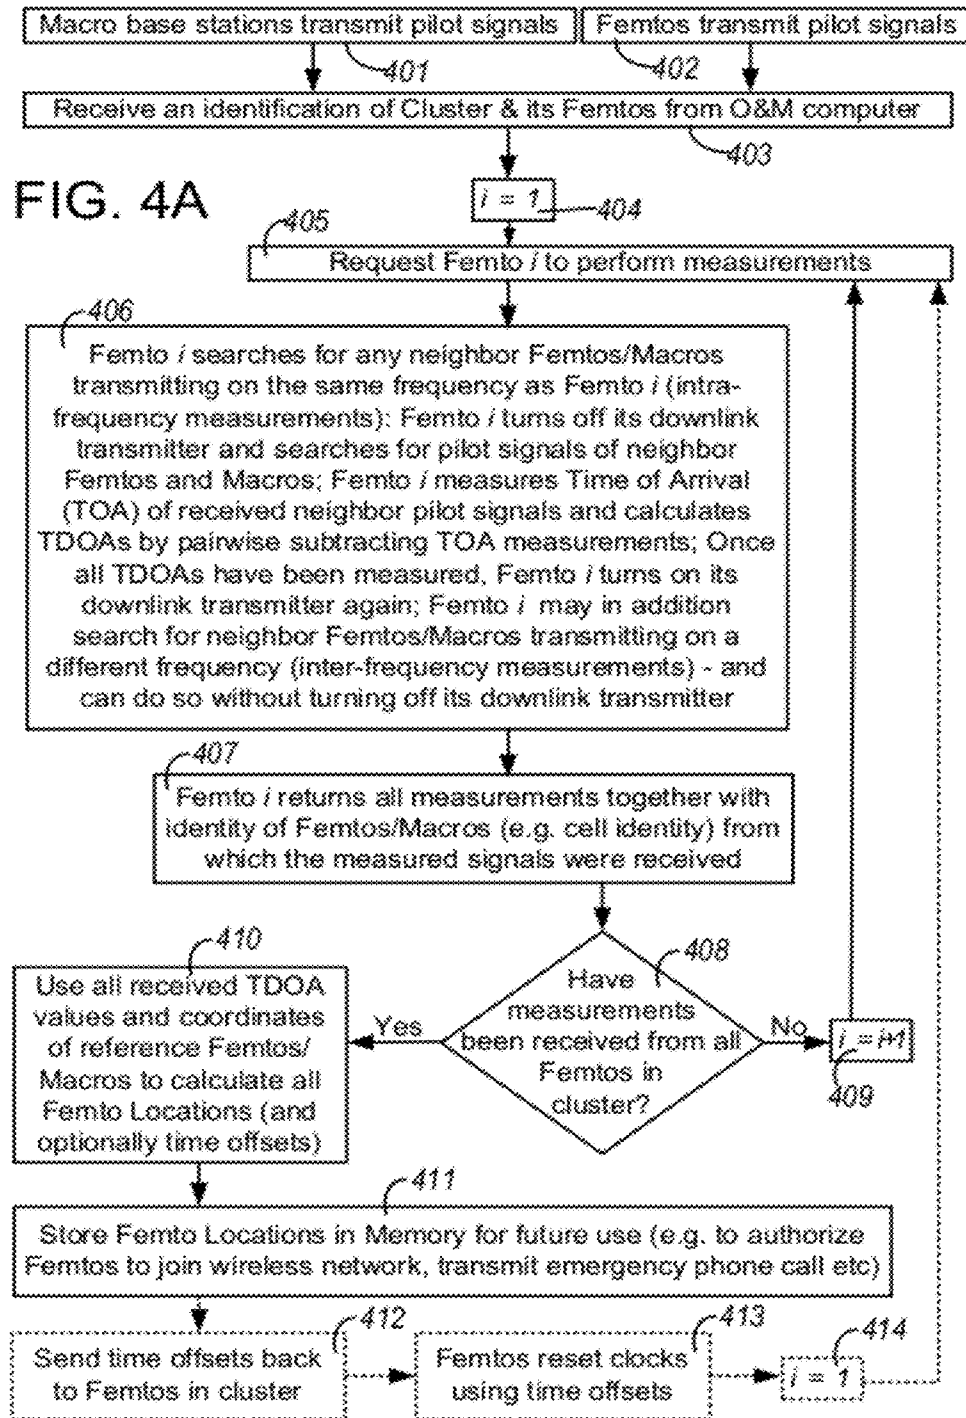 Macro base stations transmit pilot signals
Femtos transmit pilot signals
401
402
Receive an identification of Cluster & its Femtos from O&M computer
403
FIG. 4A
i = 1
404
405
Request Femto i to perform measurements
406
Femto i searches for any neighbor Femtos/Macros
transmitting on the same frequency as Femto i (intra-
frequency measurements): Femto i turns off its downlink
transmitter and searches for pilot signals of neighbor
Femtos and Macros; Femto i measures Time of Arrival
(TOA) of received neighbor pilot signals and calculates
TDOAs by pairwise subtracting TOA measurements; Once
all TDOAs have been measured, Femto i turns on its
downlink transmitter again; Femto i may in addition
search for neighbor Femtos/Macros transmitting on a
different frequency (inter-frequency measurements) - and
can do so without turning off its downlink transmitter
407
Femto i returns all measurements together with
identity of Femtos/Macros (e.g. cell identity) from
which the measured signals were received
408
Have
measurements
been received from all
Femtos in
cluster?
Yes
No
i = i+1
409
410
Use all received TDOA
values and coordinates
of reference Femtos/
Macros to calculate all
Femto Locations (and
optionally time offsets)
411
Store Femto Locations in Memory for future use (e.g. to authorize
Femtos to join wireless network, transmit emergency phone call etc)
412
Send time offsets back
to Femtos in cluster
413
Femtos reset clocks
using time offsets
414
i = 1